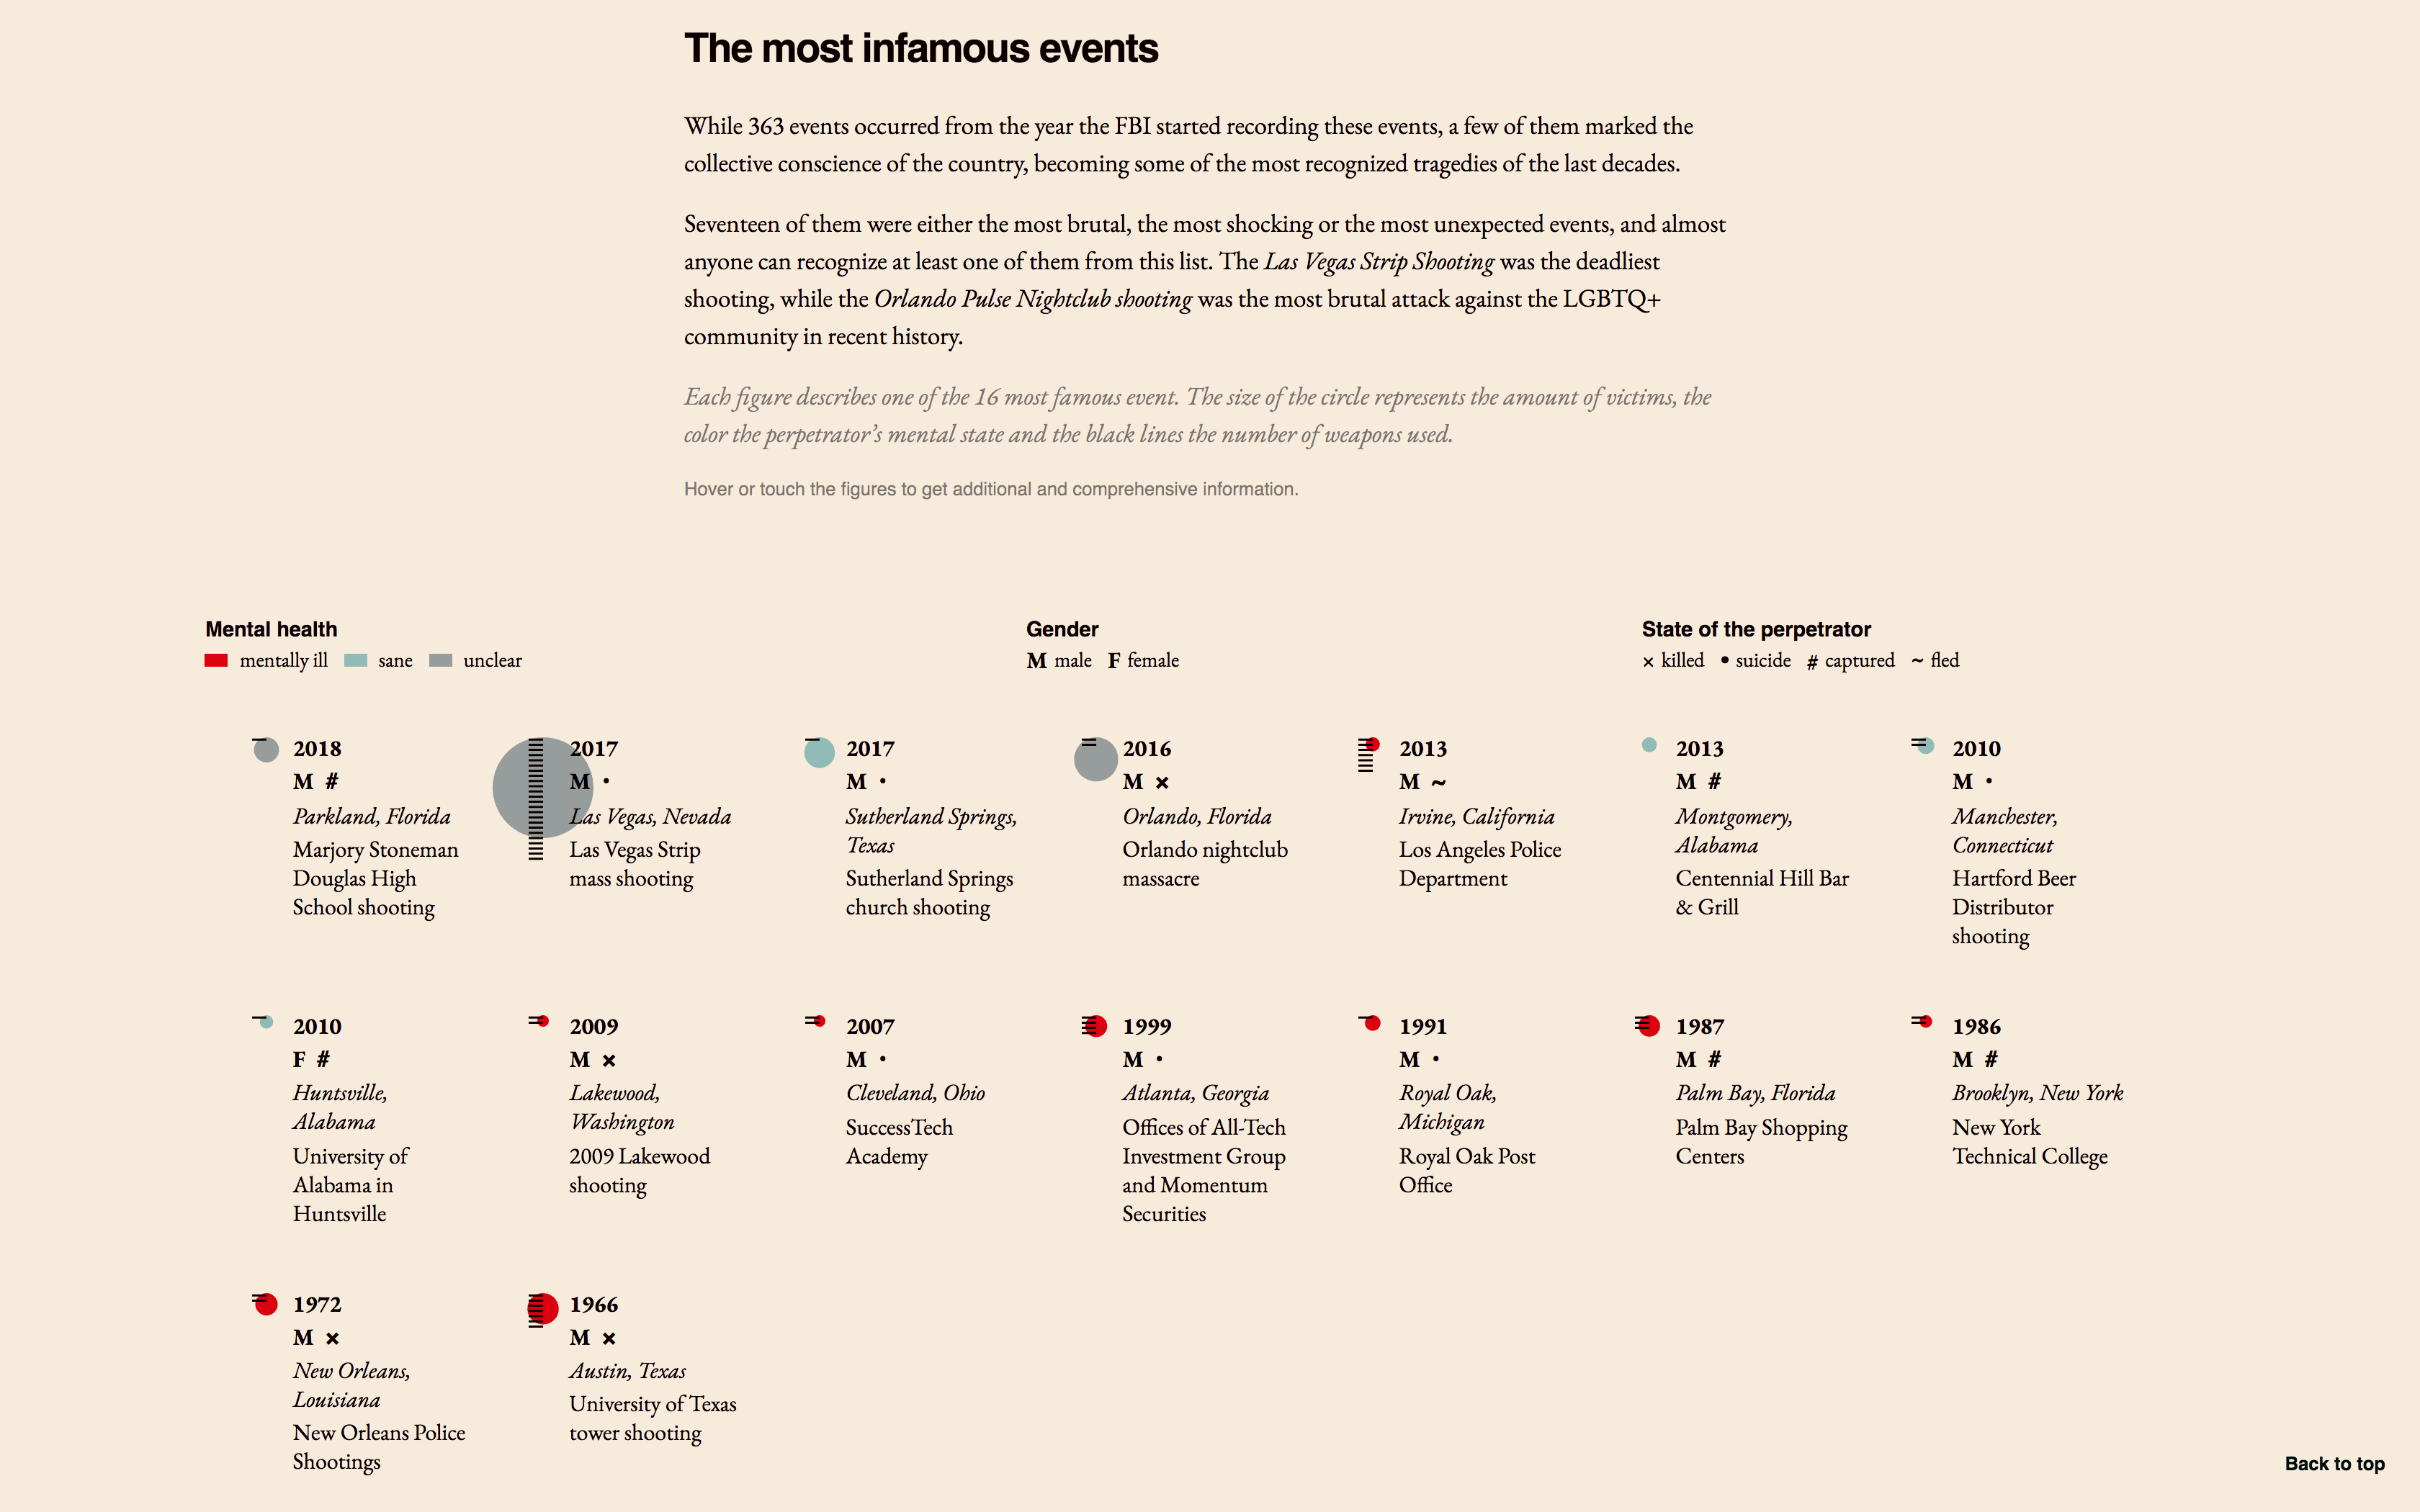 The most infamous events
While 363 events occurred from the year the FBI started recording these events, a few of them marked the
collective conscience of the country, becoming some of the most recognized tragedies of the last decades.
Seventeen of them were either the most brutal, the most shocking or the most unexpected events, and almost
anyone can recognize at least one of them from this list. The Las Vegas Strip Shooting was the deadliest
shooting, while the Orlando Pulse Nightclub shooting was the most brutal attack against the LGBTQ+
community in recent history.
Each figure describes one of the 16 most famous event. The size of the circle represents the amount of victims, the
color the perpetrator's mental state and the black lines the number of weapons used.
Hover or touch the figures to get additional and comprehensive information.
Mental health
mentally ill sane unclear
Gender
M male F female
State of the perpetrator
× killed • suicide # captured ~ fled
2018
M #
Parkland, Florida
Marjory Stoneman
Douglas High
School shooting
2017
M •
Las Vegas, Nevada
Las Vegas Strip
mass shooting
2017
M •
Sutherland Springs,
Texas
Sutherland Springs
church shooting
2016
M ×
Orlando, Florida
Orlando nightclub
massacre
2013
M ~
Irvine, California
Los Angeles Police
Department
2013
M #
Montgomery,
Alabama
Centennial Hill Bar
& Grill
2010
M •
Manchester,
Connecticut
Hartford Beer
Distributor
shooting
2010
F #
Huntsville,
Alabama
University of
Alabama in
Huntsville
2009
M ×
Lakewood,
Washington
2009 Lakewood
shooting
2007
M •
Cleveland, Ohio
SuccessTech
Academy
1999
M •
Atlanta, Georgia
Offices of All-Tech
Investment Group
and Momentum
Securities
1991
M •
Royal Oak,
Michigan
Royal Oak Post
Office
1987
M #
Palm Bay, Florida
Palm Bay Shopping
Centers
1986
M #
Brooklyn, New York
New York
Technical College
1972
M ×
New Orleans,
Louisiana
New Orleans Police
Shootings
1966
M ×
Austin, Texas
University of Texas
tower shooting
Back to top